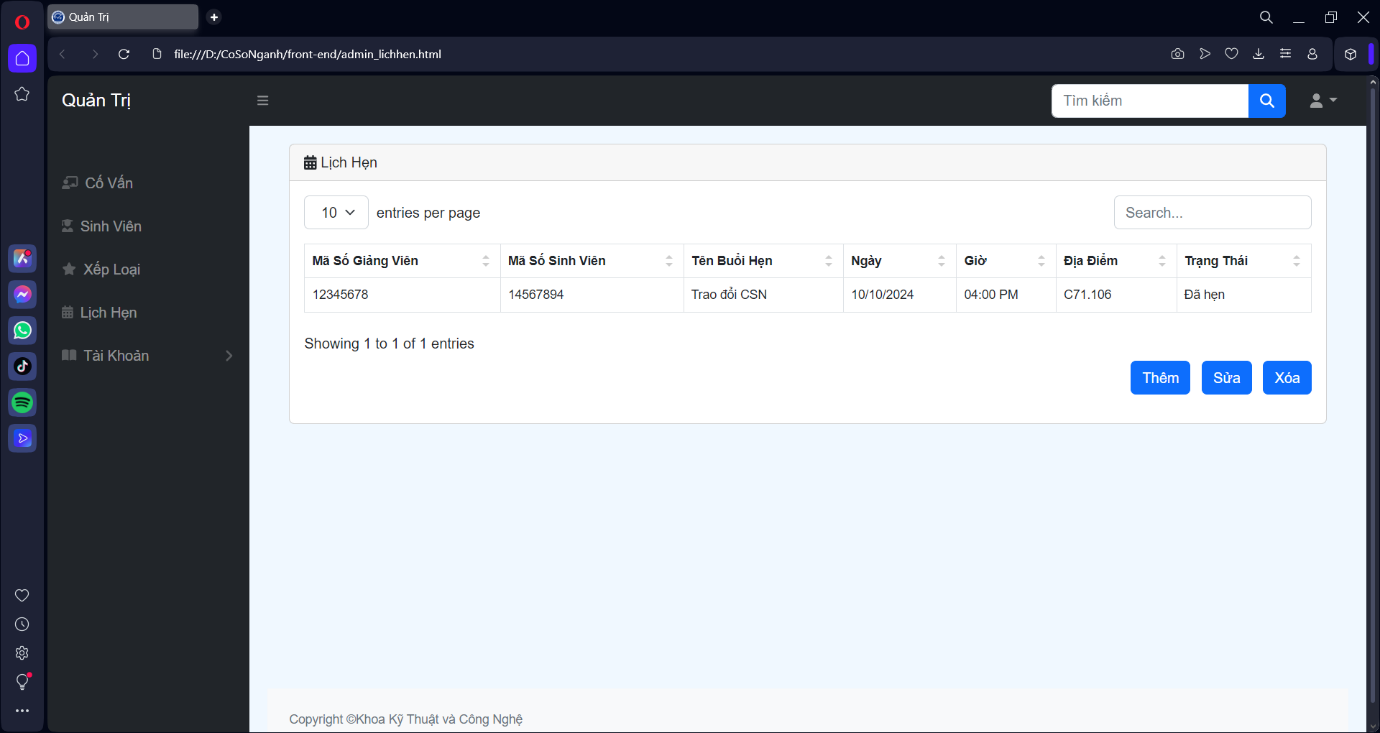 Quản Trị
file:///D:/CoSoNganh/front-end/admin_lichhen.html
Quản Trị
Tìm kiếm
Cố Vấn
Sinh Viên
Xếp Loại
Lịch Hẹn
Tài Khoản
Lịch Hẹn
10 entries per page
Search...
Mã Số Giảng Viên Mã Số Sinh Viên Tên Buổi Hẹn Ngày Giờ Địa Điểm Trạng Thái
12345678 14567894 Trao đổi CSN 10/10/2024 04:00 PM C71.106 Đã hẹn
Showing 1 to 1 of 1 entries
Thêm Sửa Xóa
Copyright ©Khoa Kỹ Thuật và Công Nghệ